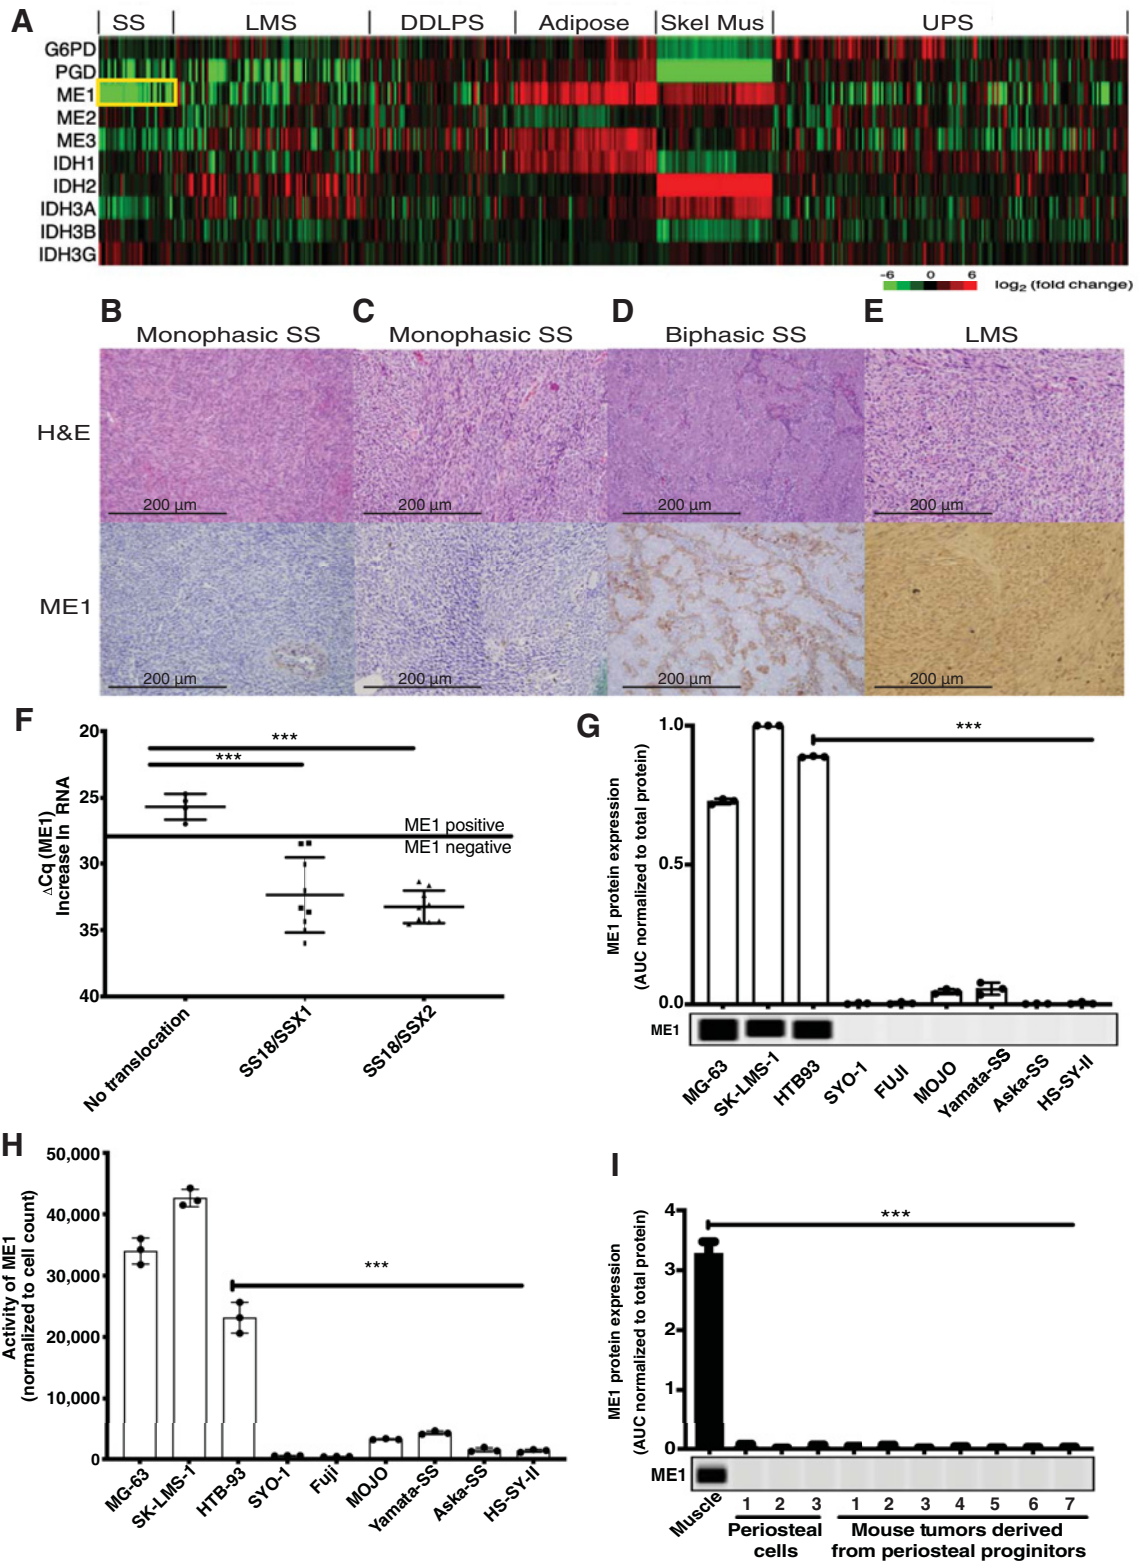 A
SS LMS DDLPS Adipose Skel Mus UPS
G6PD
PGD
ME1
ME2
ME3
IDH1
IDH2
IDH3A
IDH3B
IDH3G
-6 0 6 log2 (fold change)
B C D E
Monophasic SS Monophasic SS Biphasic SS LMS
H&E
200 µm 200 µm 200 µm 200 µm
ME1
200 µm 200 µm 200 µm 200 µm
F
ΔCq (ME1)
Increase In RNA
20
25
30
35
40
***
***
ME1 positive
ME1 negative
No translocation SS18/SSX1 SS18/SSX2
G
ME1 protein expression
(AUC normalized to total protein)
1.0
0.5
0.0
***
ME1
MG-63 SK-LMS-1 HTB93 SYO-1 FUJI MOJO Yamata-SS Aska-SS HS-SY-II
H
Activity of ME1
(normalized to cell count)
50,000
40,000
30,000
20,000
10,000
0
***
MG-63 SK-LMS-1 HTB-93 SYO-1 Fuji MOJO Yamata-SS Aska-SS HS-SY-II
I
ME1 protein expression
(AUC normalized to total protein)
4
3
2
1
0
***
ME1
Muscle 1 2 3 1 2 3 4 5 6 7
Periosteal Mouse tumors derived
cells from periosteal proginitors